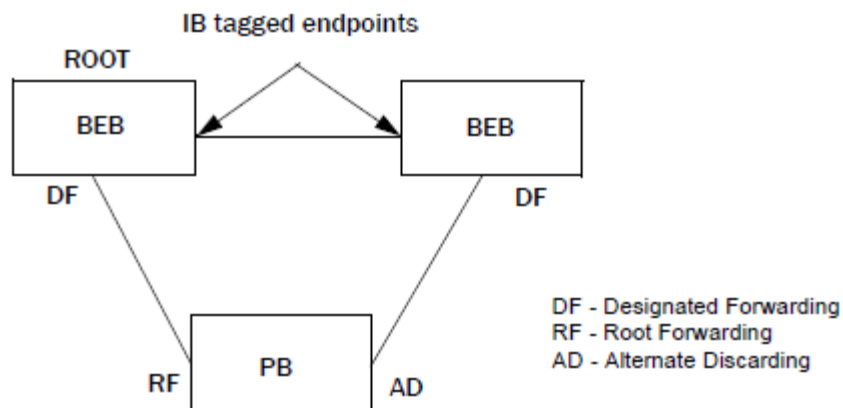 IB tagged endpoints
ROOT
BEB
BEB
DF
DF
DF - Designated Forwarding
RF - Root Forwarding
AD - Alternate Discarding
RF
PB
AD